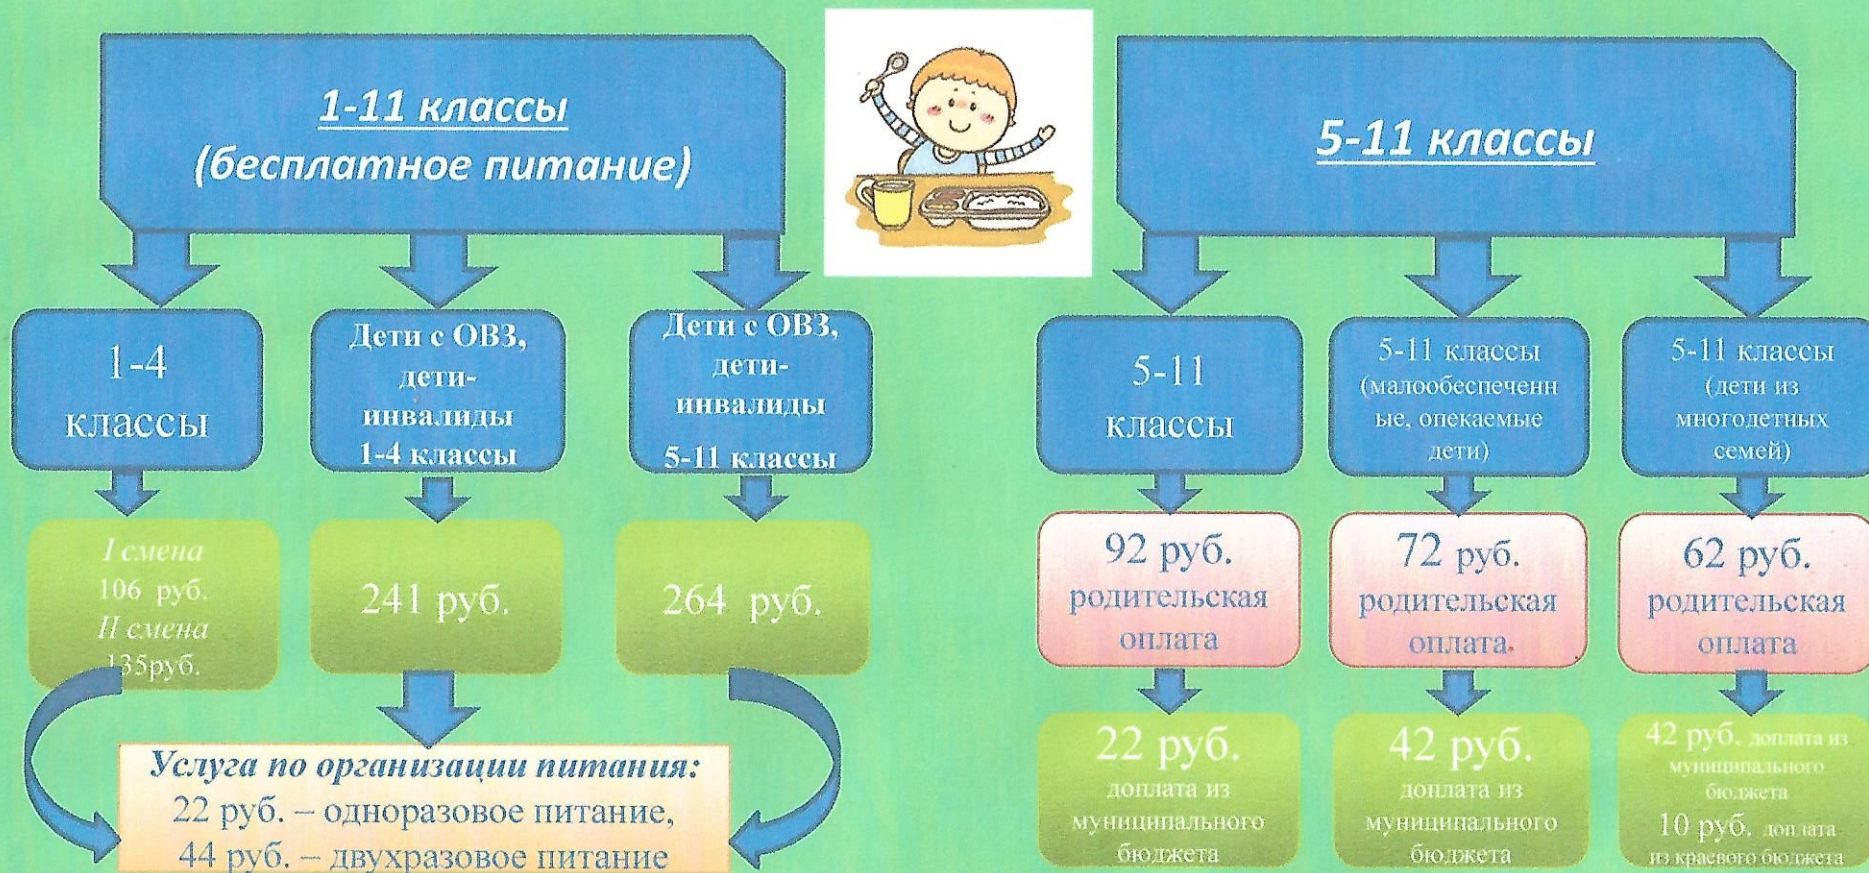 1-11 классы
(бесплатное питание)
5-11 классы
1-4
классы
Дети с ОВЗ,
дети-
инвалиды
1-4 классы
Дети с ОВЗ,
дети-
инвалиды
5-11 классы
5-11
классы
5-11 классы
(малообеспеченн
ые, опекаемые
дети)
5-11 классы
(дети из
многодетных
семей)
I смена
106 руб.
II смена
135руб.
241 руб.
264 руб.
92 руб.
родительская
оплата
72 руб.
родительская
оплата.
62 руб.
родительская
оплата
Услуга по организации питания:
22 руб. – одноразовое питание,
44 руб. – двухразовое питание
22 руб.
доплата из
муниципального
бюджета
42 руб.
доплата из
муниципального
бюджета
42 руб. доплата из
муниципального
бюджета
10 руб. доплата
из краевого бюджета